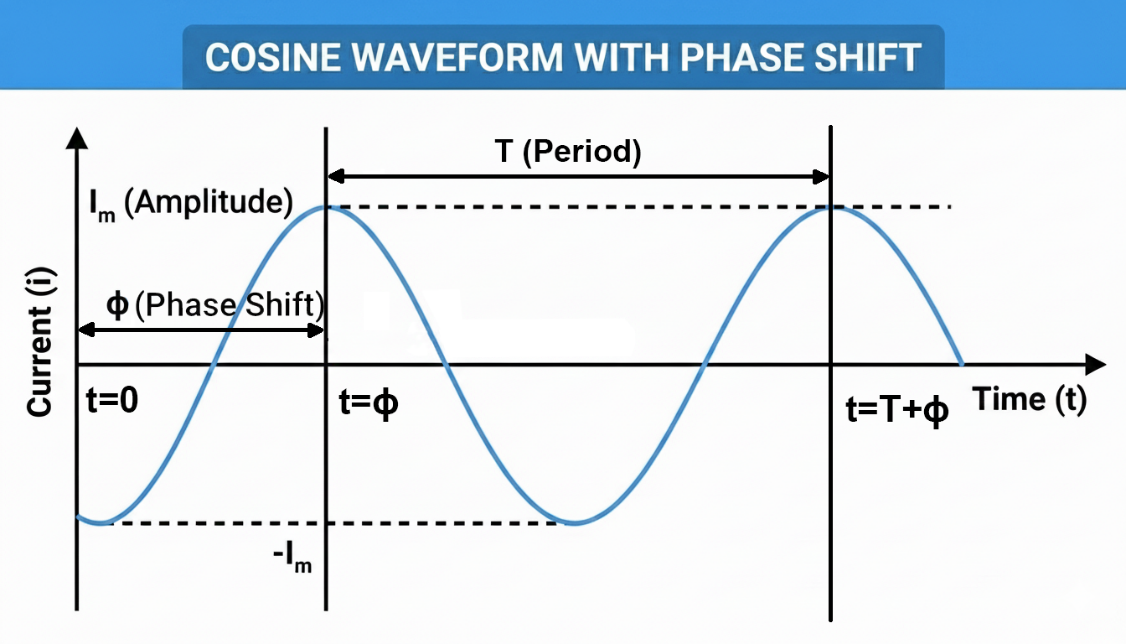 COSINE WAVEFORM WITH PHASE SHIFT
T (Period)
Iₘ (Amplitude)
ϕ (Phase Shift)
Current (i)
t=0
t=ϕ
t=T+ϕ
Time (t)
-Iₘ